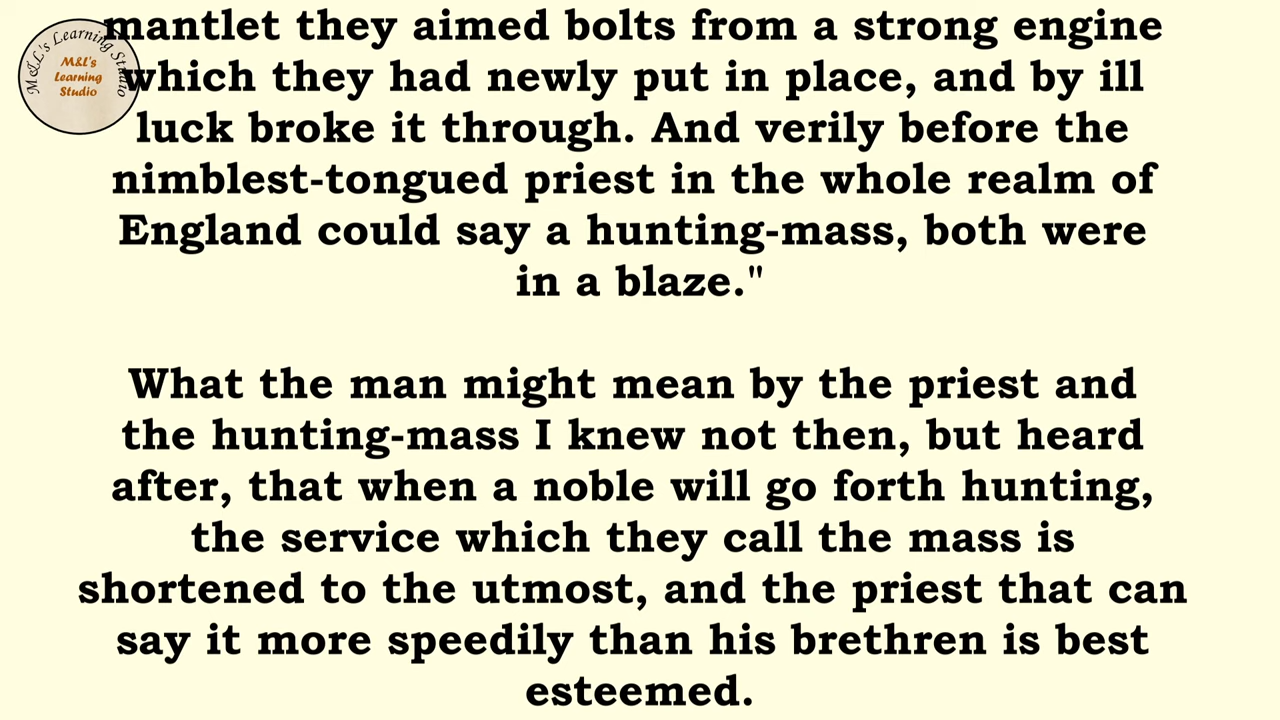 M&L's Learning Studio
M&L's
Learning
Studio
mantlet they aimed bolts from a strong engine
which they had newly put in place, and by ill
luck broke it through. And verily before the
nimblest-tongued priest in the whole realm of
England could say a hunting-mass, both were
in a blaze."
What the man might mean by the priest and
the hunting-mass I knew not then, but heard
after, that when a noble will go forth hunting,
the service which they call the mass is
shortened to the utmost, and the priest that can
say it more speedily than his brethren is best
esteemed.